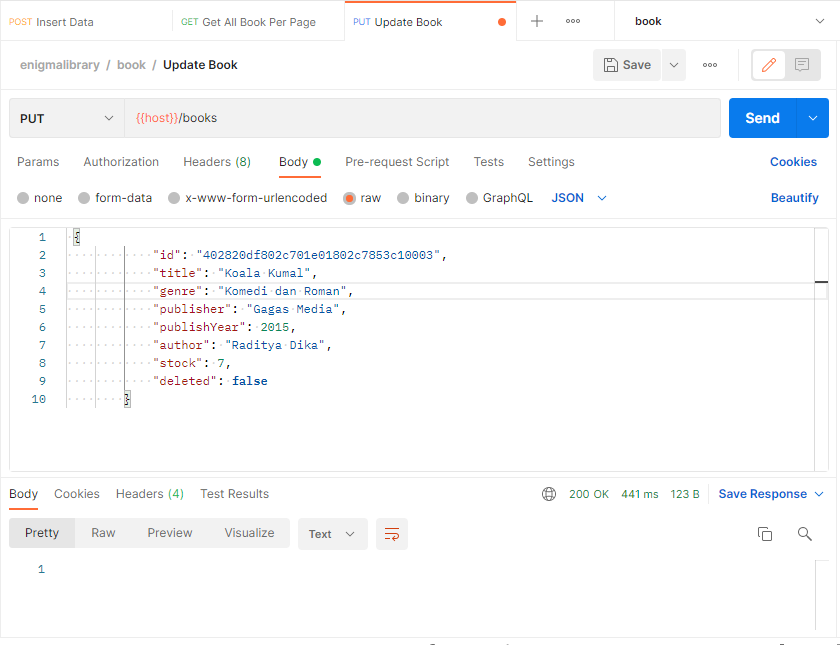 POST Insert Data GET Get All Book Per Page PUT Update Book book
enigmalibrary / book / Update Book Save
PUT {{host}}/books Send
Params Authorization Headers (8) Body Pre-request Script Tests Settings Cookies
none form-data x-www-form-urlencoded raw binary GraphQL JSON Beautify
1 {
2 "id": "402820df802c701e01802c7853c10003",
3 "title": "Koala Kumal",
4 "genre": "Komedi dan Roman",
5 "publisher": "Gagas Media",
6 "publishYear": 2015,
7 "author": "Raditya Dika",
8 "stock": 7,
9 "deleted": false
10 }
Body Cookies Headers (4) Test Results 200 OK 441 ms 123 B Save Response
Pretty Raw Preview Visualize Text
1